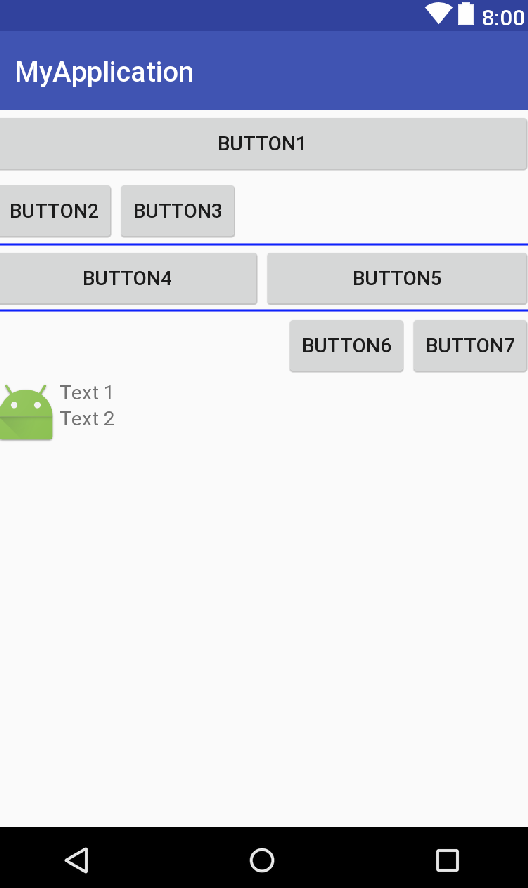 8:00
MyApplication
BUTTON1
BUTTON2 BUTTON3
BUTTON4 BUTTON5
BUTTON6 BUTTON7
Text 1
Text 2